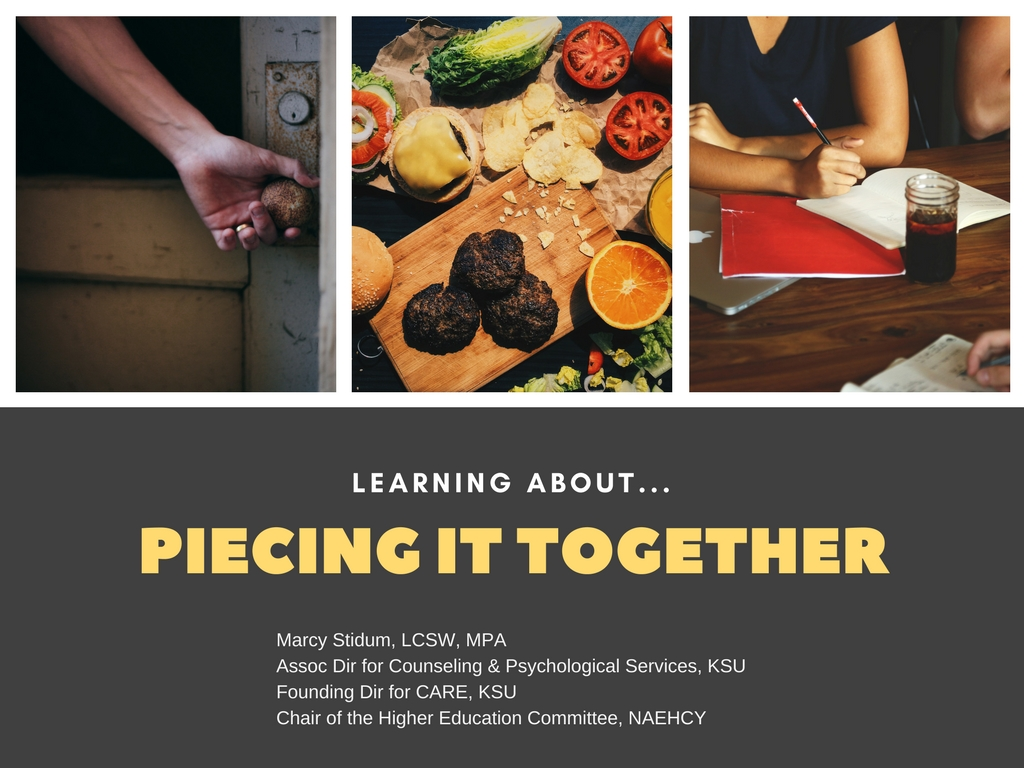 LEARNING ABOUT...
PIECING IT TOGETHER
Marcy Stidum, LCSW, MPA
Assoc Dir for Counseling & Psychological Services, KSU
Founding Dir for CARE, KSU
Chair of the Higher Education Committee, NAEHCY